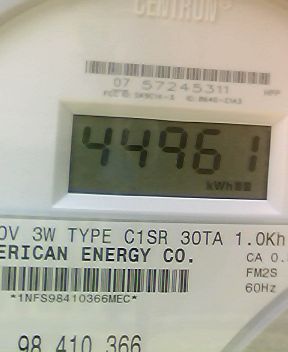 CENTRON®
07 57245311
44961
kWh
0V 3W TYPE C1SR 30TA 1.0Kh
ERICAN ENERGY CO.
CA 0.
FM2S
*1NFS98410366MEC*
60Hz
98 410 366